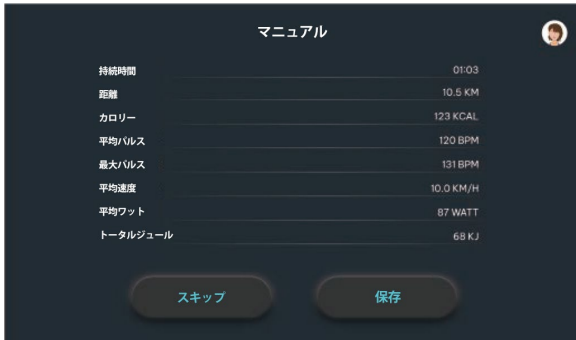 マニュアル
持続時間 01:03
距離 10.5 KM
カロリー 123 KCAL
平均パルス 120 BPM
最大パルス 131 BPM
平均速度 10.0 KM/H
平均ワット 87 WATT
トータルジュール 68 KJ
スキップ 保存